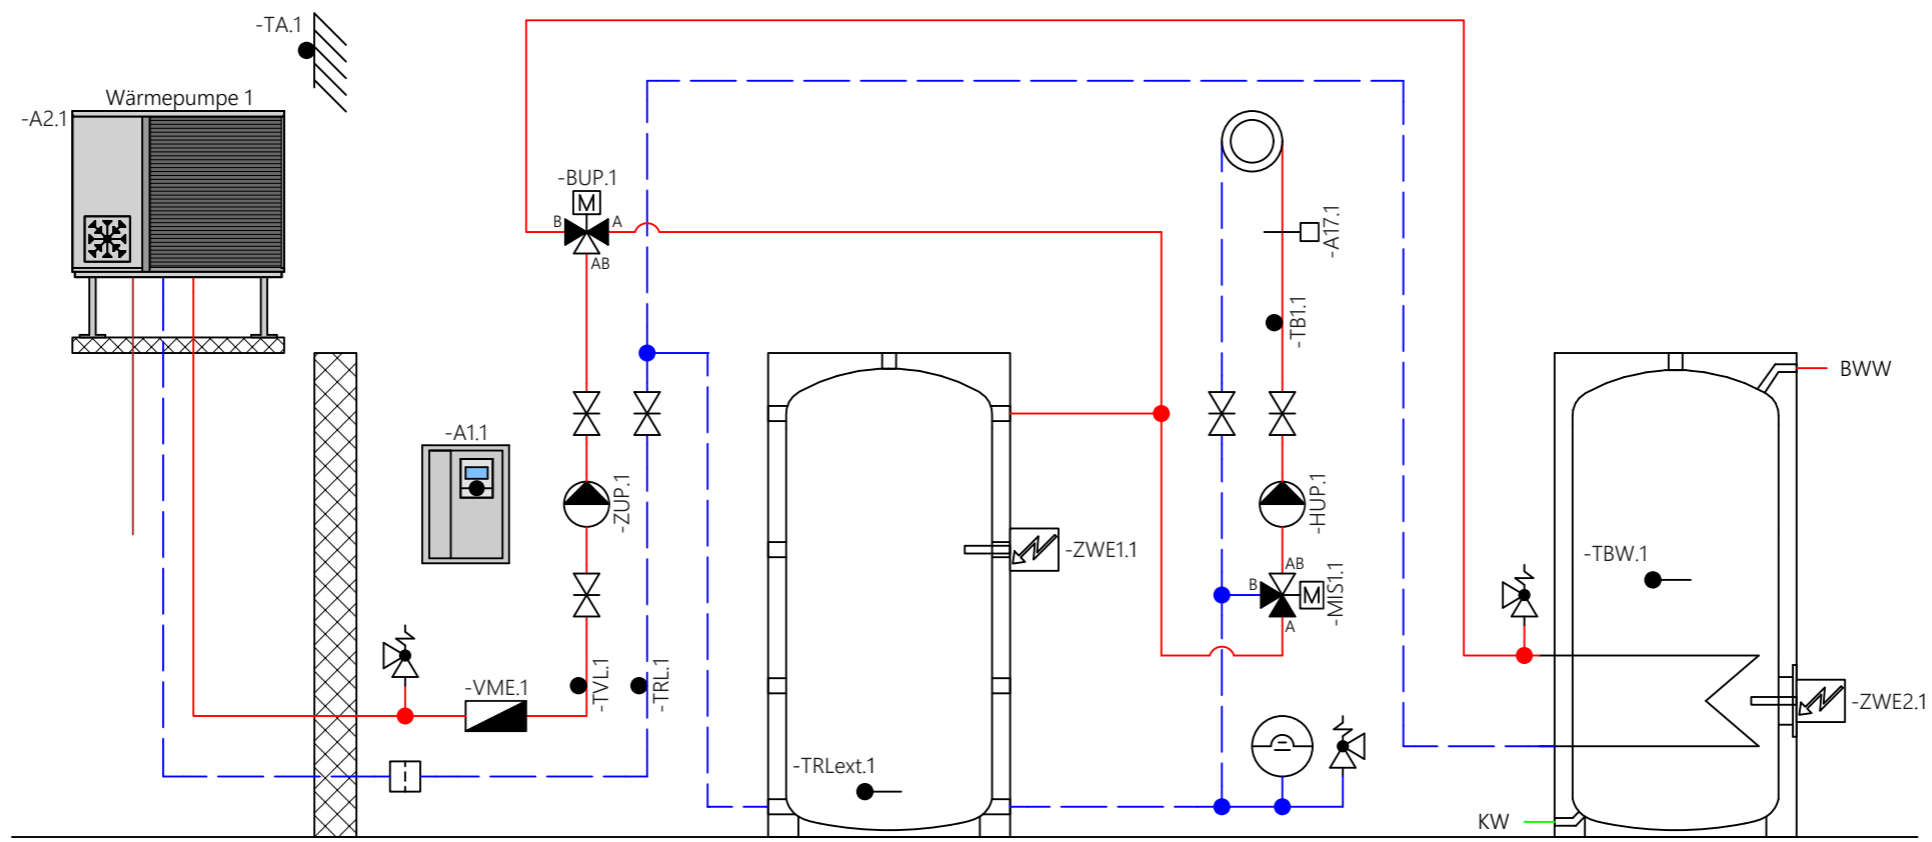 -TA.1
Wärmepumpe 1
-A2.1
-BUP.1
M
B
A
AB
-A17.1
-TB1.1
BWW
-A1.1
-ZUP.1
-HUP.1
-ZWE1.1
-TBW.1
AB
B
M
-MIS1.1
A
-TVL.1
-TRL.1
-VME.1
-ZWE2.1
-TRLext.1
KW